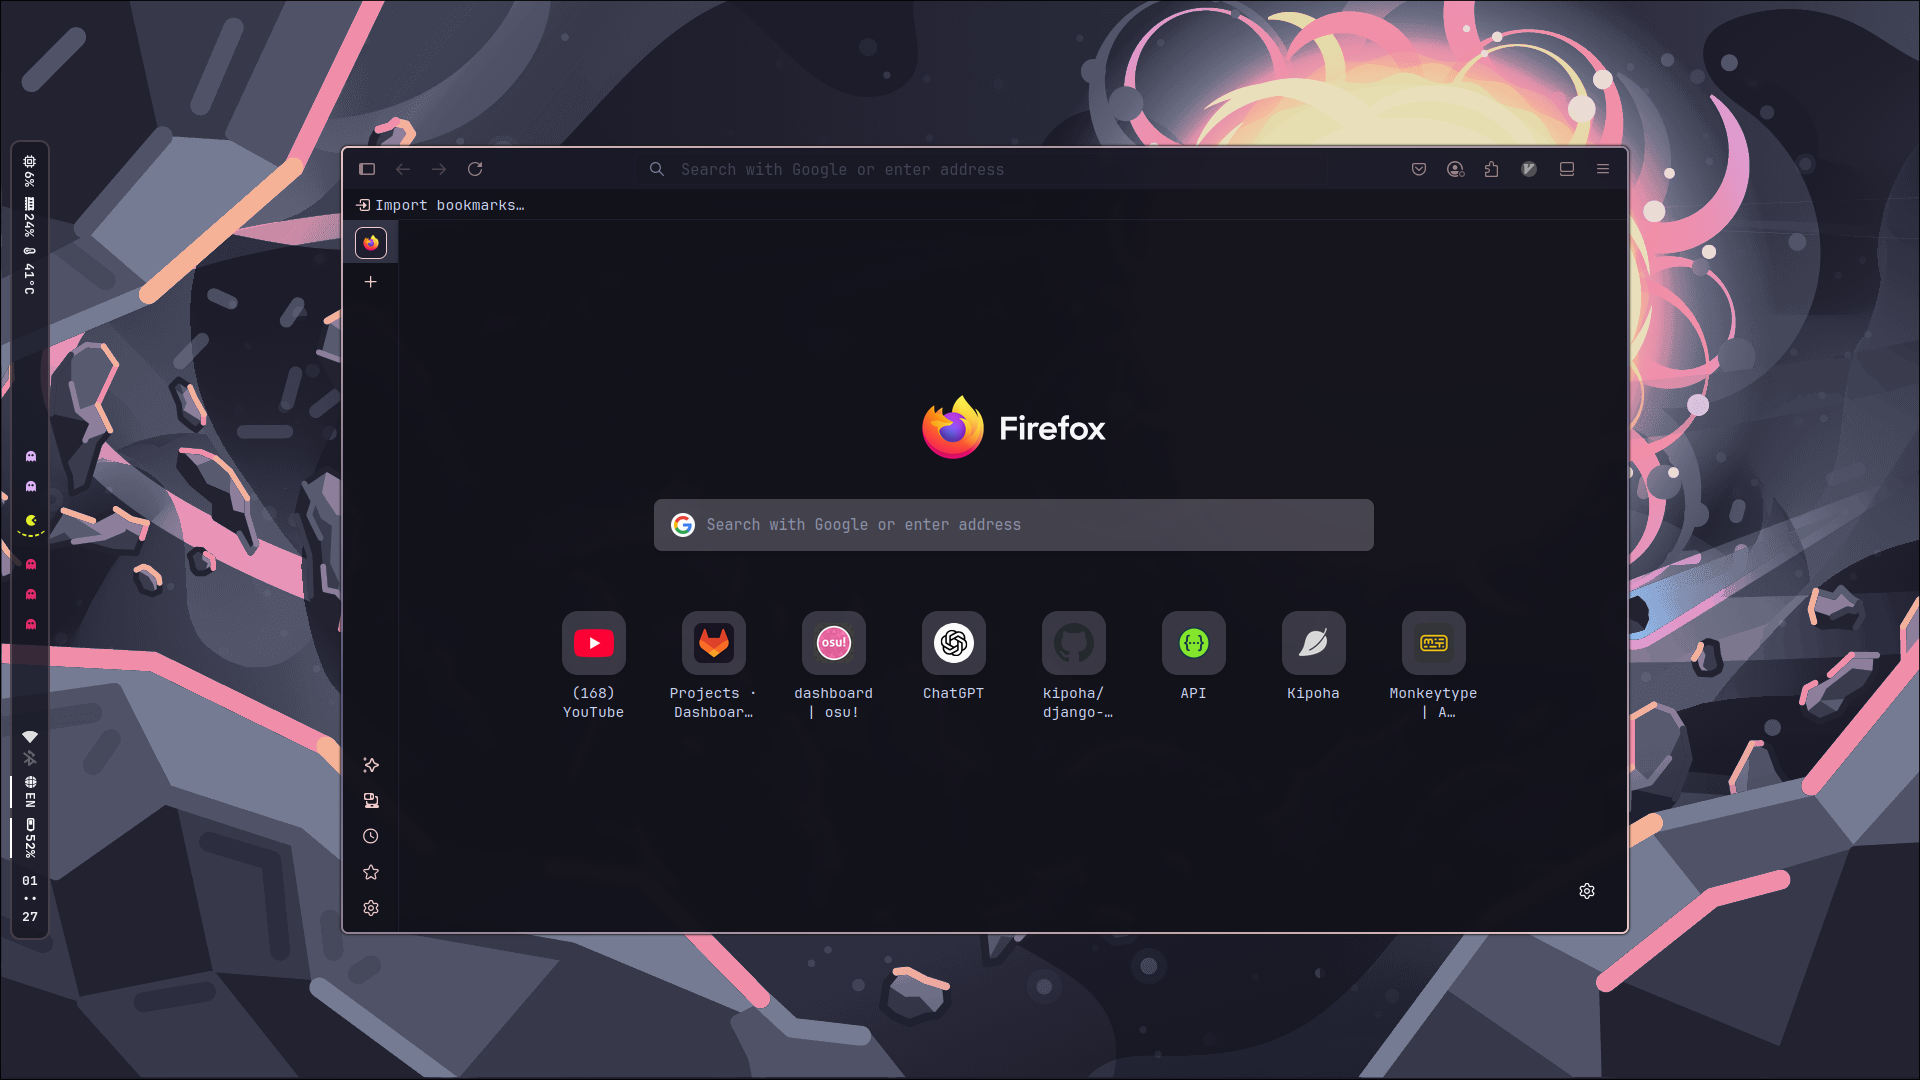 6%
24%
41°C
EN
52%
01
••
27
Search with Google or enter address
Import bookmarks…
Firefox
Search with Google or enter address
(168)
YouTube
Projects ·
Dashboar…
osu!
dashboard
| osu!
ChatGPT
kipoha/
django-…
{··}
API
Kipoha
Monkeytype
| A…